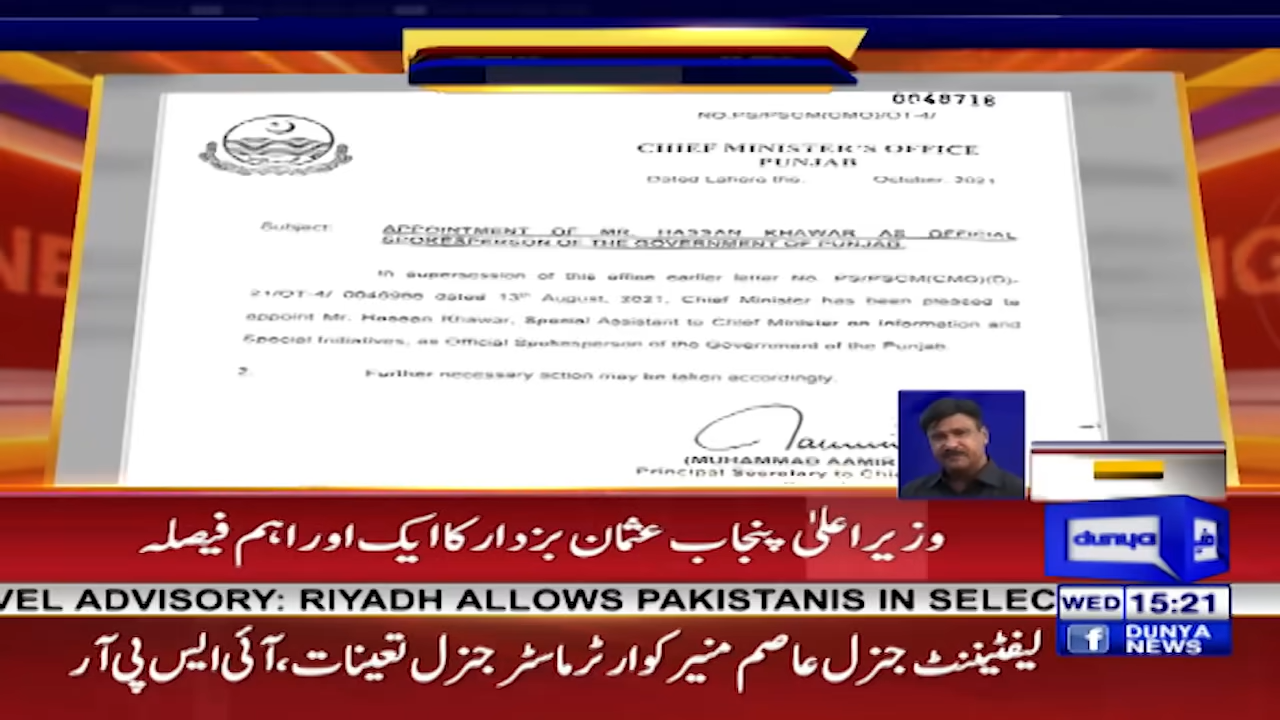 0048718
NO.PS/PSCM(CMO)/OT-4/
CHIEF MINISTER'S OFFICE
PUNJAB
Dated Lahore the. October, 2021
Subject: APPOINTMENT OF MR. HASSAN KHAWAR AS OFFICIAL
SPOKESPERSON OF THE GOVERNMENT OF PUNJAB.
In supersession of this office earlier letter No. PS/PSCM(CMO)(D)-
21/OT-4/ dated 13th August, 2021, Chief Minister has been pleased to
appoint Mr. Hassan Khawar, Special Assistant to Chief Minister on Information and
Special Initiatives, as Official Spokesperson of the Government of the Punjab.
2. Further necessary action may be taken accordingly.
(MUHAMMAD AAMIR
Principal Secretary to Chie
وزیراعلیٰ پنجاب عثمان بزدار کا ایک اور اہم فیصلہ
dunya
VEL ADVISORY: RIYADH ALLOWS PAKISTANIS IN SELEC
WED 15:21
لیفٹیننٹ جنرل عاصم منیر کوارٹر ماسٹر جنرل تعینات، آئی ایس پی آر
f DUNYA
NEWS